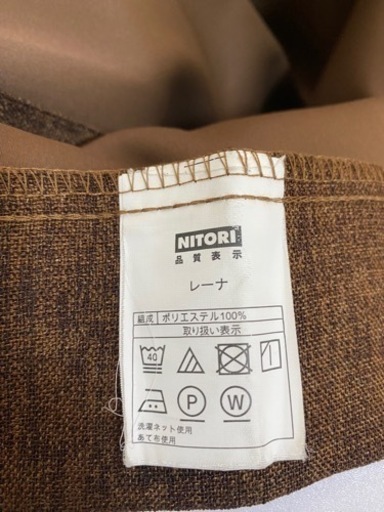 NITORI
品質表示
レーナ
組成 ポリエステル100%
取り扱い表示
40
P W
洗濯ネット使用
あて布使用